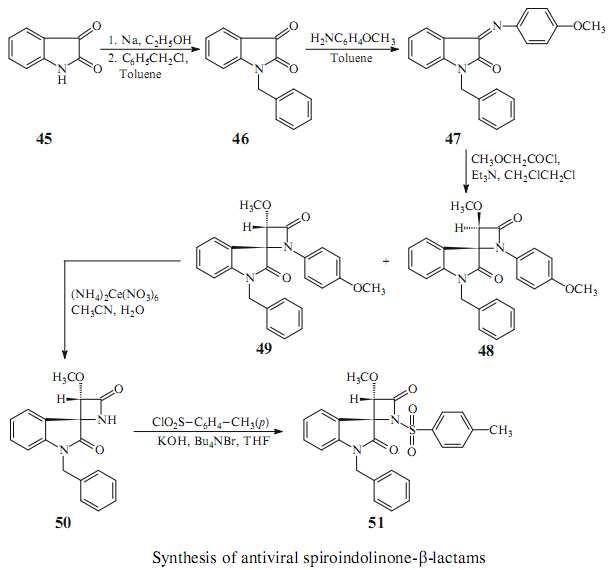 1. Na, C₂H₅OH
2. C₆H₅CH₂Cl,
Toluene
H₂NC₆H₄OCH₃
Toluene
O
O
N
H
45
O
O
N
46
N
OCH₃
O
N
47
CH₃OCH₂COCl,
Et₃N, CH₂ClCH₂Cl
H₃CO
O
H
N
O
N
OCH₃
49
+
H₃CO
O
H
N
O
N
OCH₃
48
(NH₄)₂Ce(NO₃)₆
CH₃CN, H₂O
H₃CO
O
H
NH
O
N
50
ClO₂S–C₆H₄–CH₃(p)
KOH, Bu₄NBr, THF
H₃CO
O
H
N
S
O
O
CH₃
O
N
51
Synthesis of antiviral spiroindolinone-β-lactams